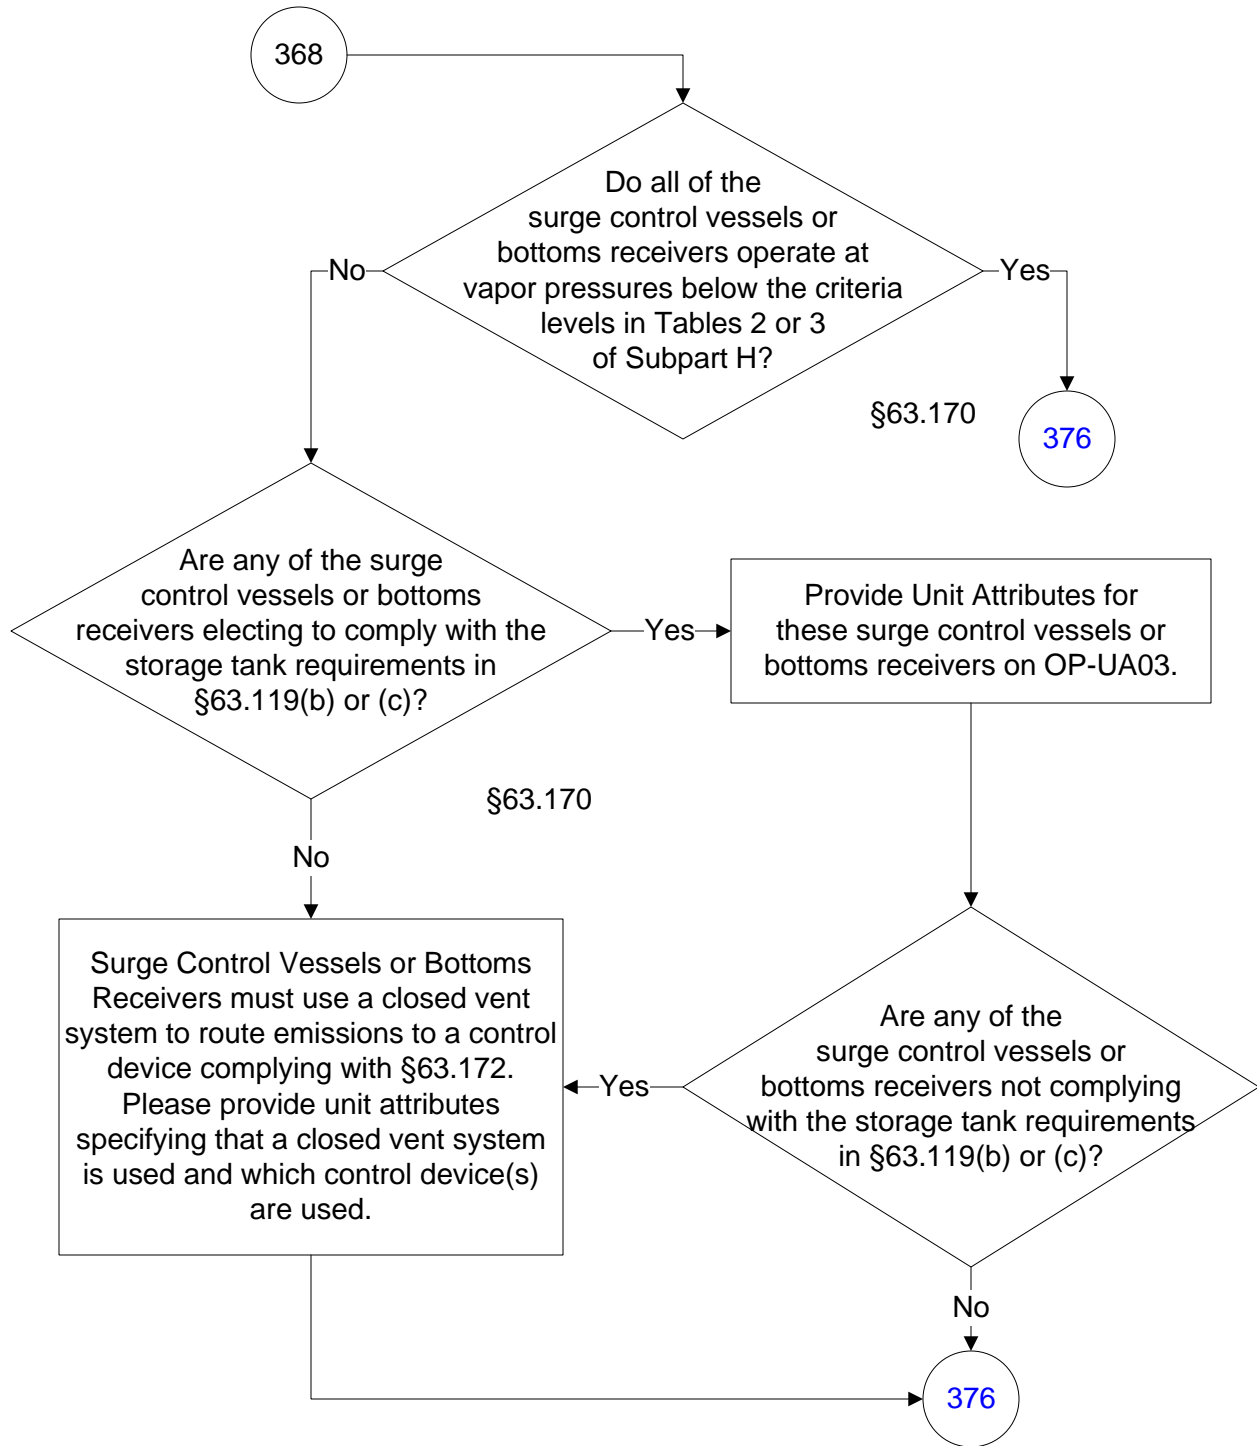 368
Do all of the
surge control vessels or
bottoms receivers operate at
vapor pressures below the criteria
levels in Tables 2 or 3
of Subpart H?
No
Yes
§63.170
376
Are any of the surge
control vessels or bottoms
receivers electing to comply with the
storage tank requirements in
§63.119(b) or (c)?
Yes
Provide Unit Attributes for
these surge control vessels or
bottoms receivers on OP-UA03.
§63.170
No
Surge Control Vessels or Bottoms
Receivers must use a closed vent
system to route emissions to a control
device complying with §63.172.
Please provide unit attributes
specifying that a closed vent system
is used and which control device(s)
are used.
Yes
Are any of the
surge control vessels or
bottoms receivers not complying
with the storage tank requirements
in §63.119(b) or (c)?
No
376